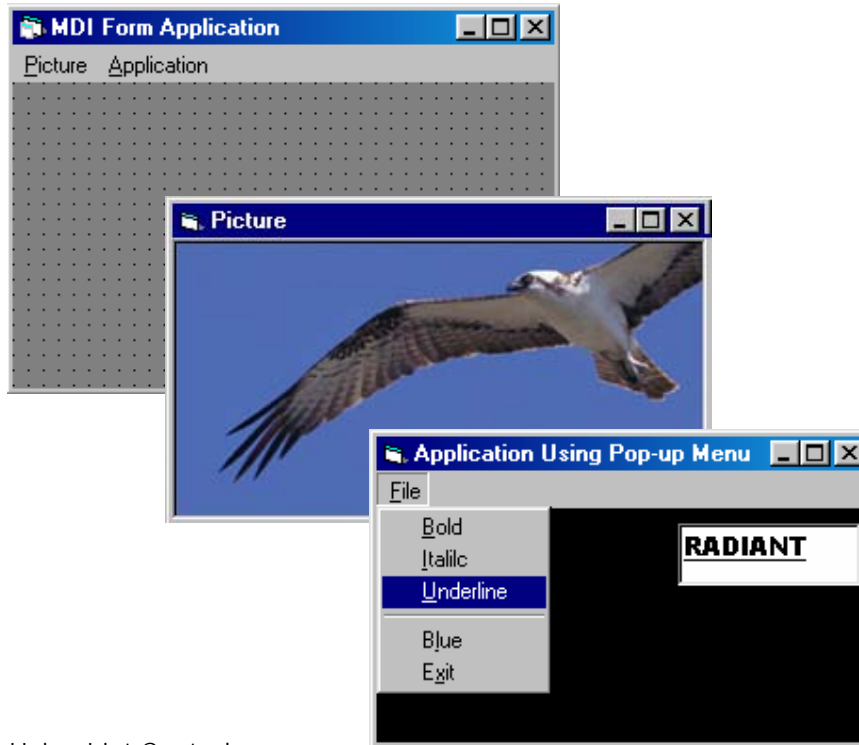 MDI Form Application
Picture Application
Picture
Application Using Pop-up Menu
File
Bold
Italilc
Underline
Blue
Exit
RADIANT